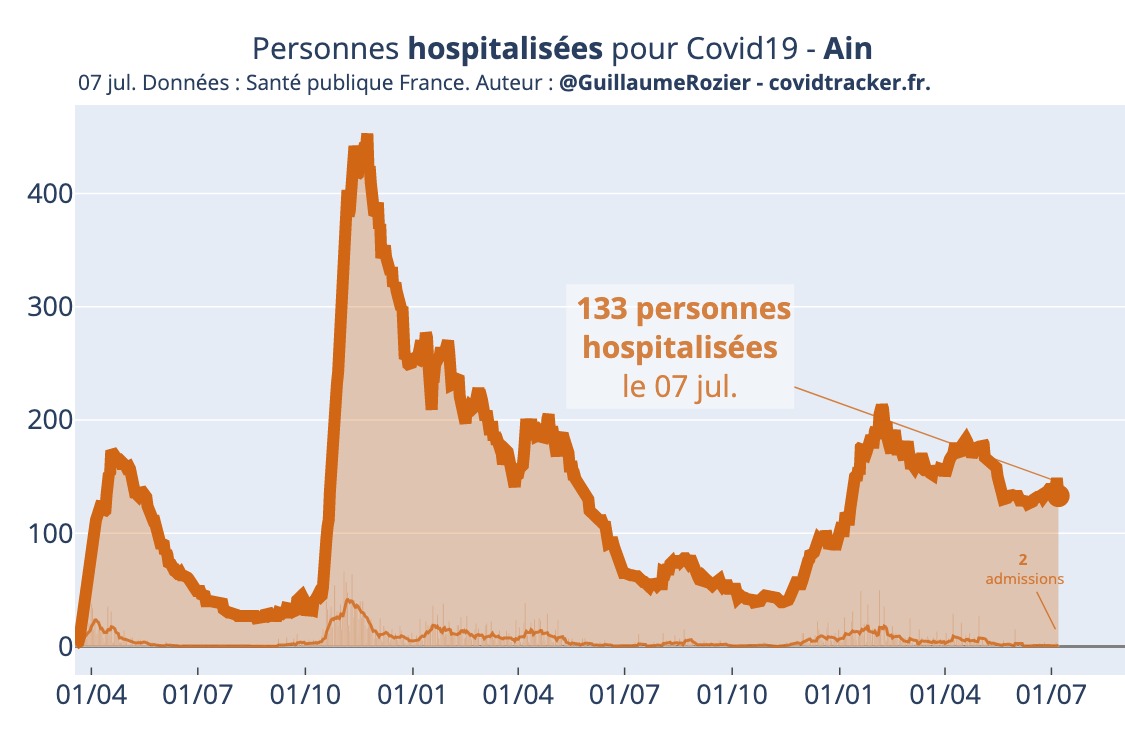 Personnes hospitalisées pour Covid19 - Ain
07 jul. Données : Santé publique France. Auteur : @GuillaumeRozier - covidtracker.fr.
400
300
200
100
0
133 personnes
hospitalisées
le 07 jul.
2
admissions
01/04 01/07 01/10 01/01 01/04 01/07 01/10 01/01 01/04 01/07